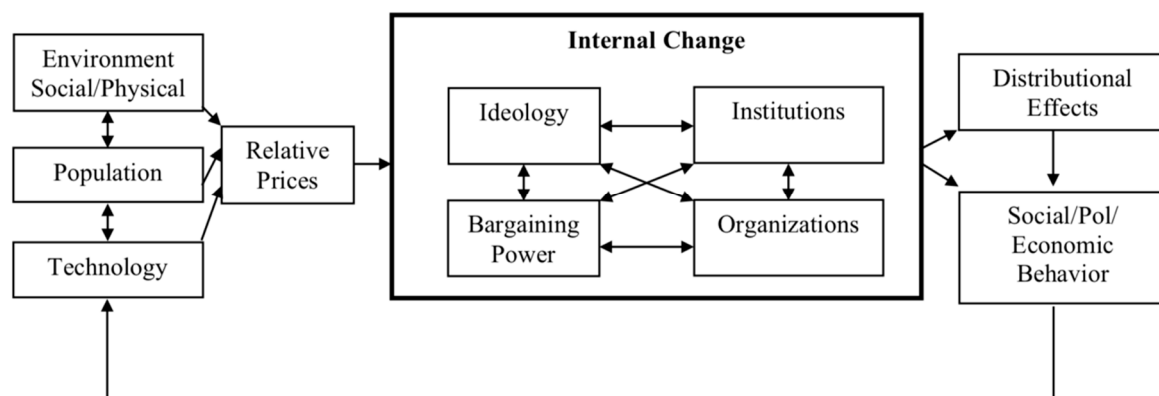 Internal Change
Environment
Social/Physical
Population
Technology
Relative
Prices
Ideology
Institutions
Bargaining
Power
Organizations
Distributional
Effects
Social/Pol/
Economic
Behavior